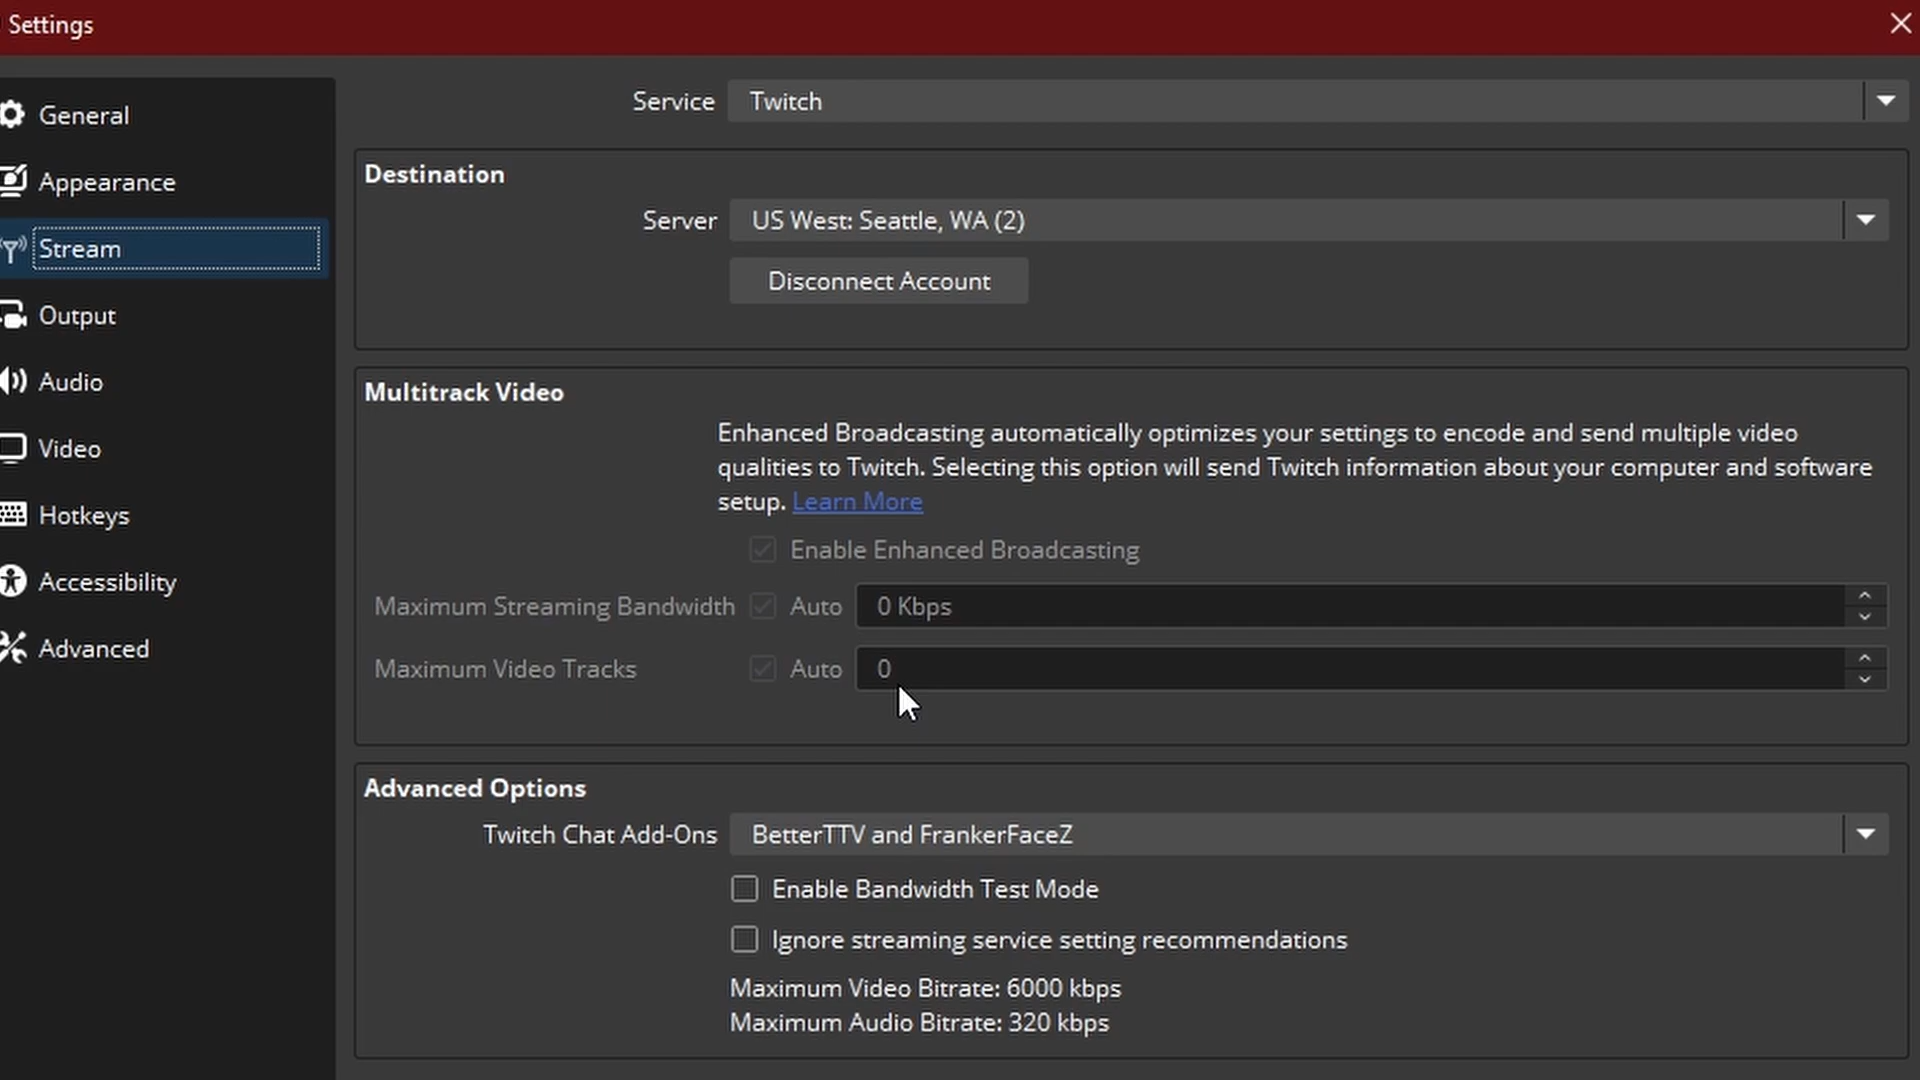 Settings
General
Appearance
Stream
Output
Audio
Video
Hotkeys
Accessibility
Advanced
Service Twitch
Destination
Server US West: Seattle, WA (2)
Disconnect Account
Multitrack Video
Enhanced Broadcasting automatically optimizes your settings to encode and send multiple video
qualities to Twitch. Selecting this option will send Twitch information about your computer and software
setup. Learn More
Enable Enhanced Broadcasting
Maximum Streaming Bandwidth Auto 0 Kbps
Maximum Video Tracks Auto 0
Advanced Options
Twitch Chat Add-Ons BetterTTV and FrankerFaceZ
Enable Bandwidth Test Mode
Ignore streaming service setting recommendations
Maximum Video Bitrate: 6000 kbps
Maximum Audio Bitrate: 320 kbps